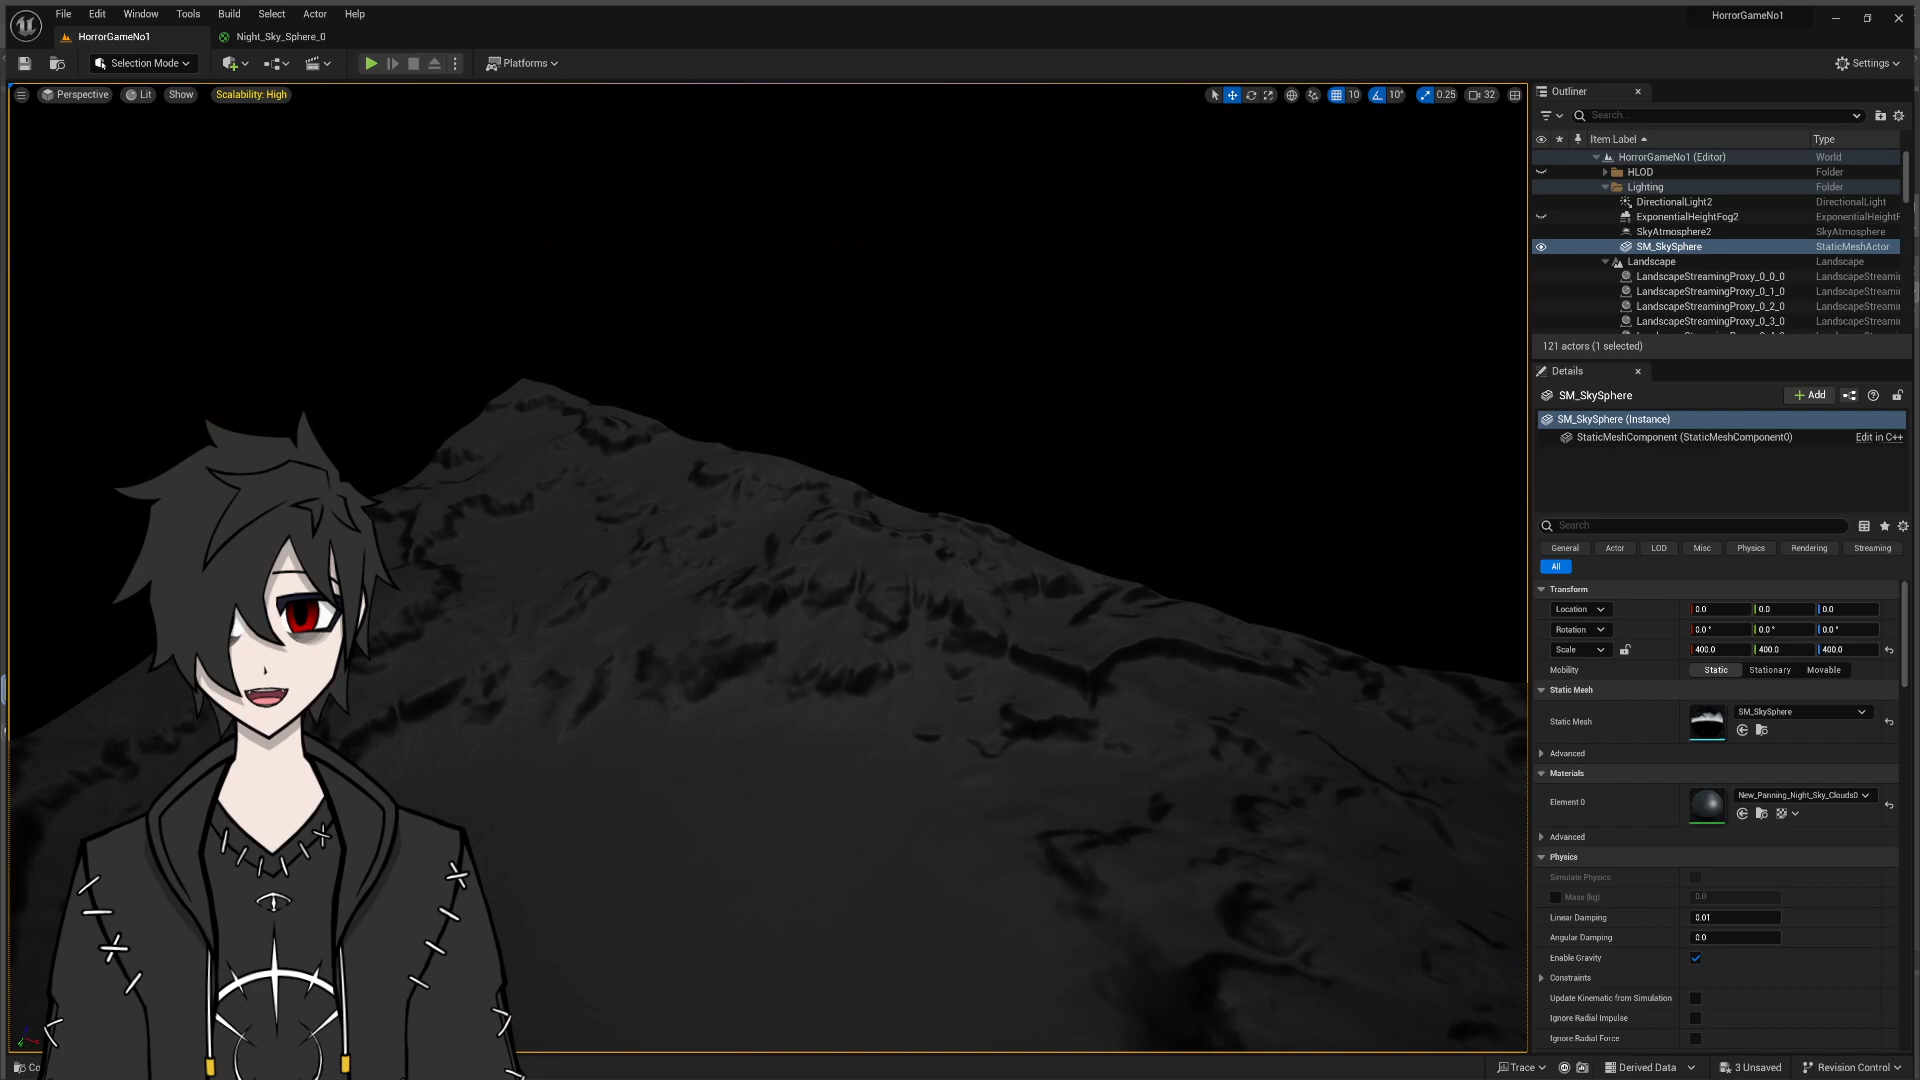 File Edit Window Tools Build Select Actor Help
HorrorGameNo1
HorrorGameNo1
Night_Sky_Sphere_0
Selection Mode
Platforms
Settings
Perspective
Lit
Show
Scalability: High
10
10°
0.25
32
Outliner
Search...
Item Label
Type
HorrorGameNo1 (Editor) World
HLOD Folder
Lighting Folder
DirectionalLight2 DirectionalLight
ExponentialHeightFog2 ExponentialHeightF
SkyAtmosphere2 SkyAtmosphere
SM_SkySphere StaticMeshActor
Landscape Landscape
LandscapeStreamingProxy_0_0_0 LandscapeStreami
LandscapeStreamingProxy_0_1_0 LandscapeStreami
LandscapeStreamingProxy_0_2_0 LandscapeStreami
LandscapeStreamingProxy_0_3_0 LandscapeStreami
121 actors (1 selected)
Details
SM_SkySphere
Add
SM_SkySphere (Instance)
StaticMeshComponent (StaticMeshComponent0) Edit in C++
Search
General Actor LOD Misc Physics Rendering Streaming
All
Transform
Location 0.0 0.0 0.0
Rotation 0.0° 0.0° 0.0°
Scale 400.0 400.0 400.0
Mobility Static Stationary Movable
Static Mesh
Static Mesh SM_SkySphere
Advanced
Materials
Element 0 New_Panning_Night_Sky_Clouds0
Advanced
Physics
Simulate Physics
Mass (kg) 0.0
Linear Damping 0.01
Angular Damping 0.0
Enable Gravity
Constraints
Update Kinematic from Simulation
Ignore Radial Impulse
Ignore Radial Force
Co
Trace
Derived Data
3 Unsaved
Revision Control